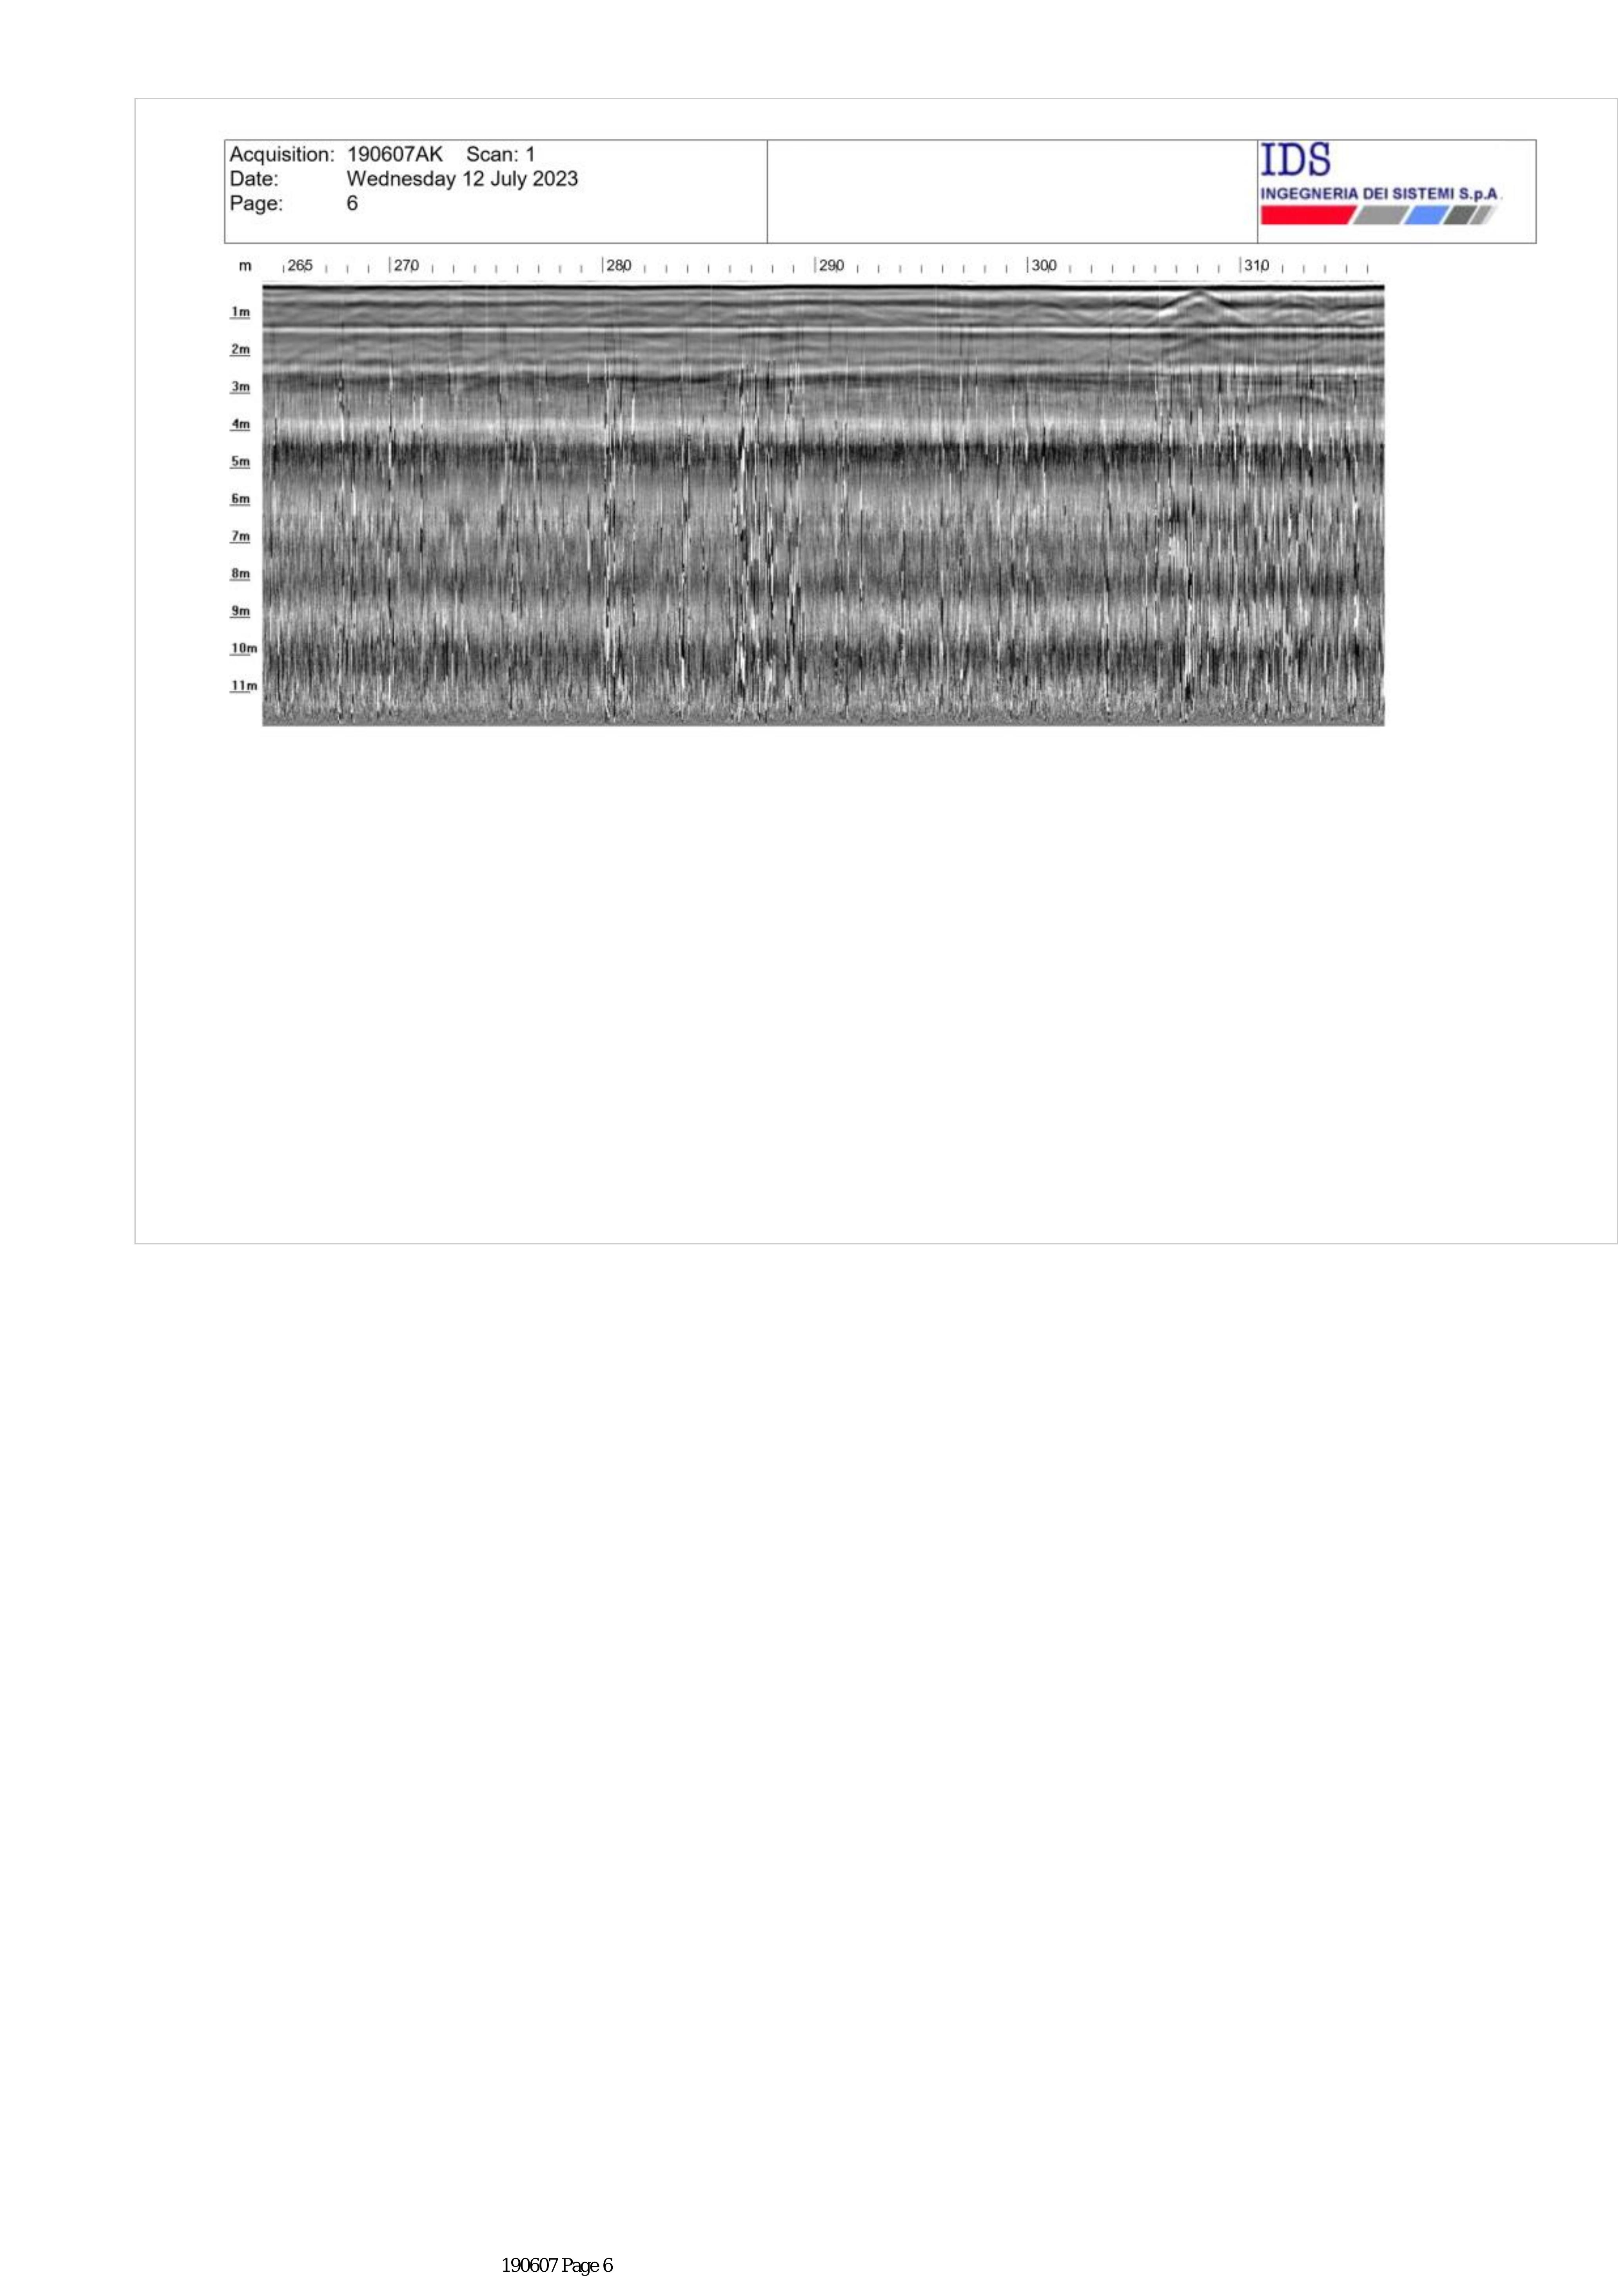 Acquisition: 190607AK Scan: 1
Date: Wednesday 12 July 2023
Page: 6
IDS
INGEGNERIA DEI SISTEMI S.p.A.
m 265 270 280 290 300 310
1m
2m
3m
4m
5m
6m
7m
8m
9m
10m
11m
190607 Page 6